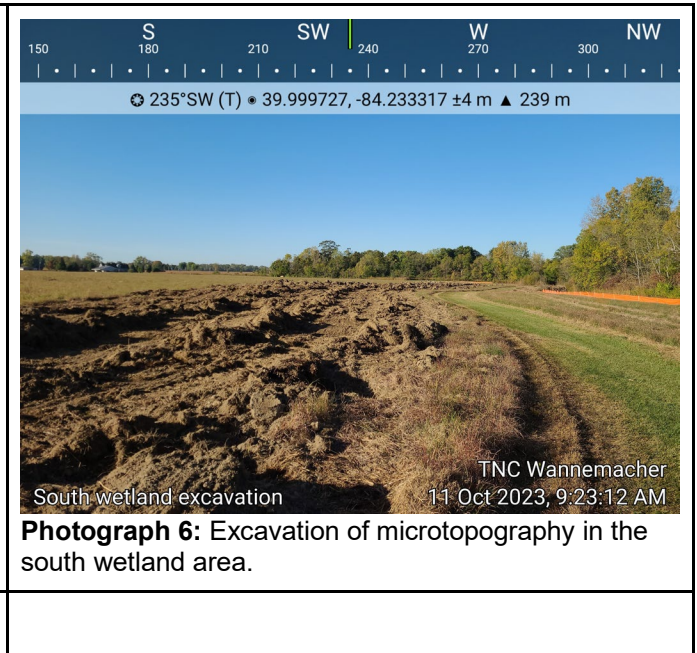 S SW W NW
150 180 210 240 270 300
235°SW (T) ◉ 39.999727, -84.233317 ±4 m ▲ 239 m
TNC Wannemacher
South wetland excavation 11 Oct 2023, 9:23:12 AM
Photograph 6: Excavation of microtopography in the
south wetland area.